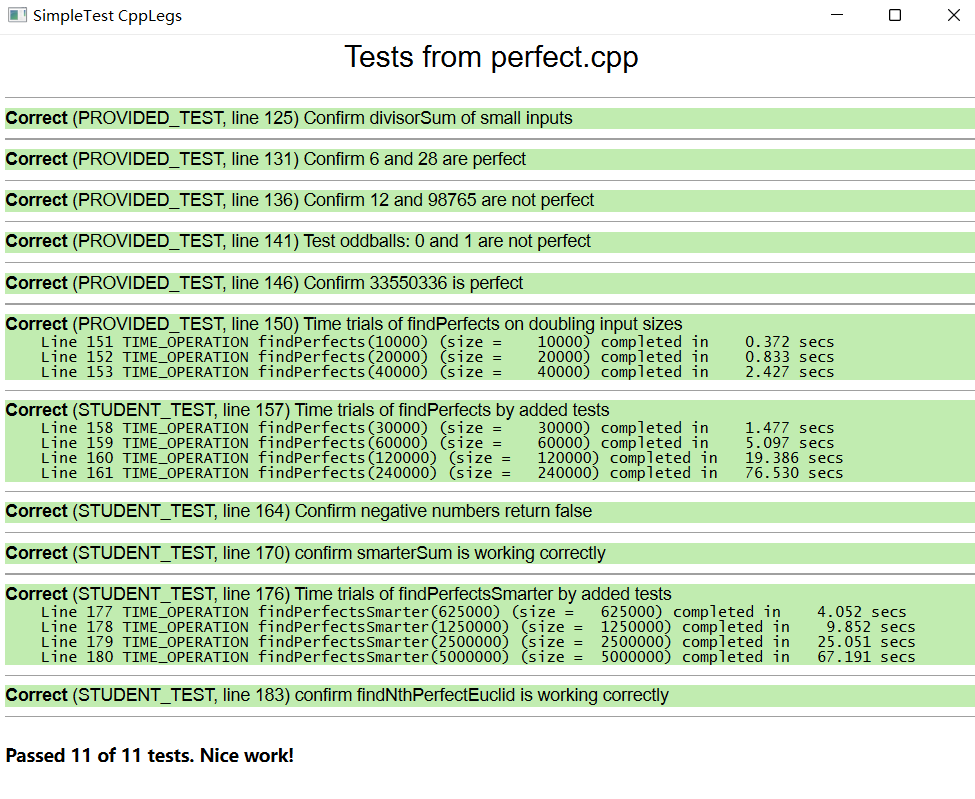 SimpleTest CppLegs
Tests from perfect.cpp
Correct (PROVIDED_TEST, line 125) Confirm divisorSum of small inputs
Correct (PROVIDED_TEST, line 131) Confirm 6 and 28 are perfect
Correct (PROVIDED_TEST, line 136) Confirm 12 and 98765 are not perfect
Correct (PROVIDED_TEST, line 141) Test oddballs: 0 and 1 are not perfect
Correct (PROVIDED_TEST, line 146) Confirm 33550336 is perfect
Correct (PROVIDED_TEST, line 150) Time trials of findPerfects on doubling input sizes
Line 151 TIME_OPERATION findPerfects(10000) (size =    10000) completed in    0.372 secs
Line 152 TIME_OPERATION findPerfects(20000) (size =    20000) completed in    0.833 secs
Line 153 TIME_OPERATION findPerfects(40000) (size =    40000) completed in    2.427 secs
Correct (STUDENT_TEST, line 157) Time trials of findPerfects by added tests
Line 158 TIME_OPERATION findPerfects(30000) (size =    30000) completed in    1.477 secs
Line 159 TIME_OPERATION findPerfects(60000) (size =    60000) completed in    5.097 secs
Line 160 TIME_OPERATION findPerfects(120000) (size =   120000) completed in   19.386 secs
Line 161 TIME_OPERATION findPerfects(240000) (size =   240000) completed in   76.530 secs
Correct (STUDENT_TEST, line 164) Confirm negative numbers return false
Correct (STUDENT_TEST, line 170) confirm smarterSum is working correctly
Correct (STUDENT_TEST, line 176) Time trials of findPerfectsSmarter by added tests
Line 177 TIME_OPERATION findPerfectsSmarter(625000) (size =   625000) completed in    4.052 secs
Line 178 TIME_OPERATION findPerfectsSmarter(1250000) (size =  1250000) completed in    9.852 secs
Line 179 TIME_OPERATION findPerfectsSmarter(2500000) (size =  2500000) completed in   25.051 secs
Line 180 TIME_OPERATION findPerfectsSmarter(5000000) (size =  5000000) completed in   67.191 secs
Correct (STUDENT_TEST, line 183) confirm findNthPerfectEuclid is working correctly
Passed 11 of 11 tests. Nice work!